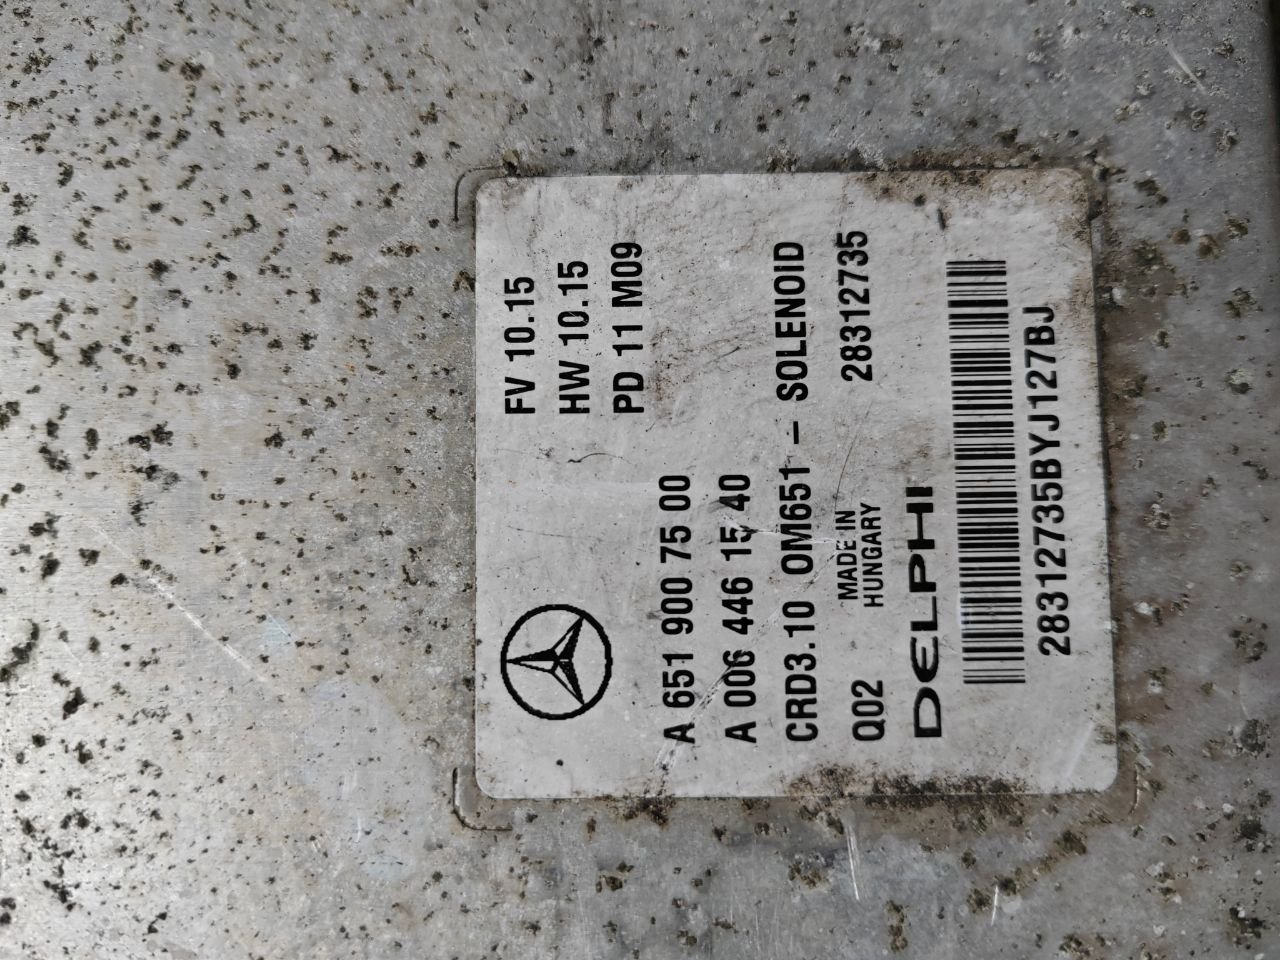 FV 10.15
HW 10.15
PD 11 M09
A 651 900 75 00
A 006 446 15 40
CRD3.10 OM651 – SOLENOID
Q02 MADE IN HUNGARY 28312735
DELPHI
28312735BYJ127BJ